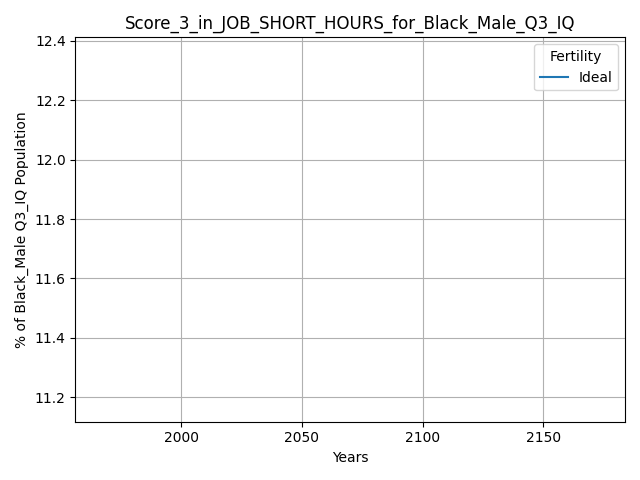 Score_3_in_JOB_SHORT_HOURS_for_Black_Male_Q3_IQ
Fertility
Ideal
12.4
12.2
12.0
11.8
11.6
11.4
11.2
% of Black_Male Q3_IQ Population
2000
2050
2100
2150
Years